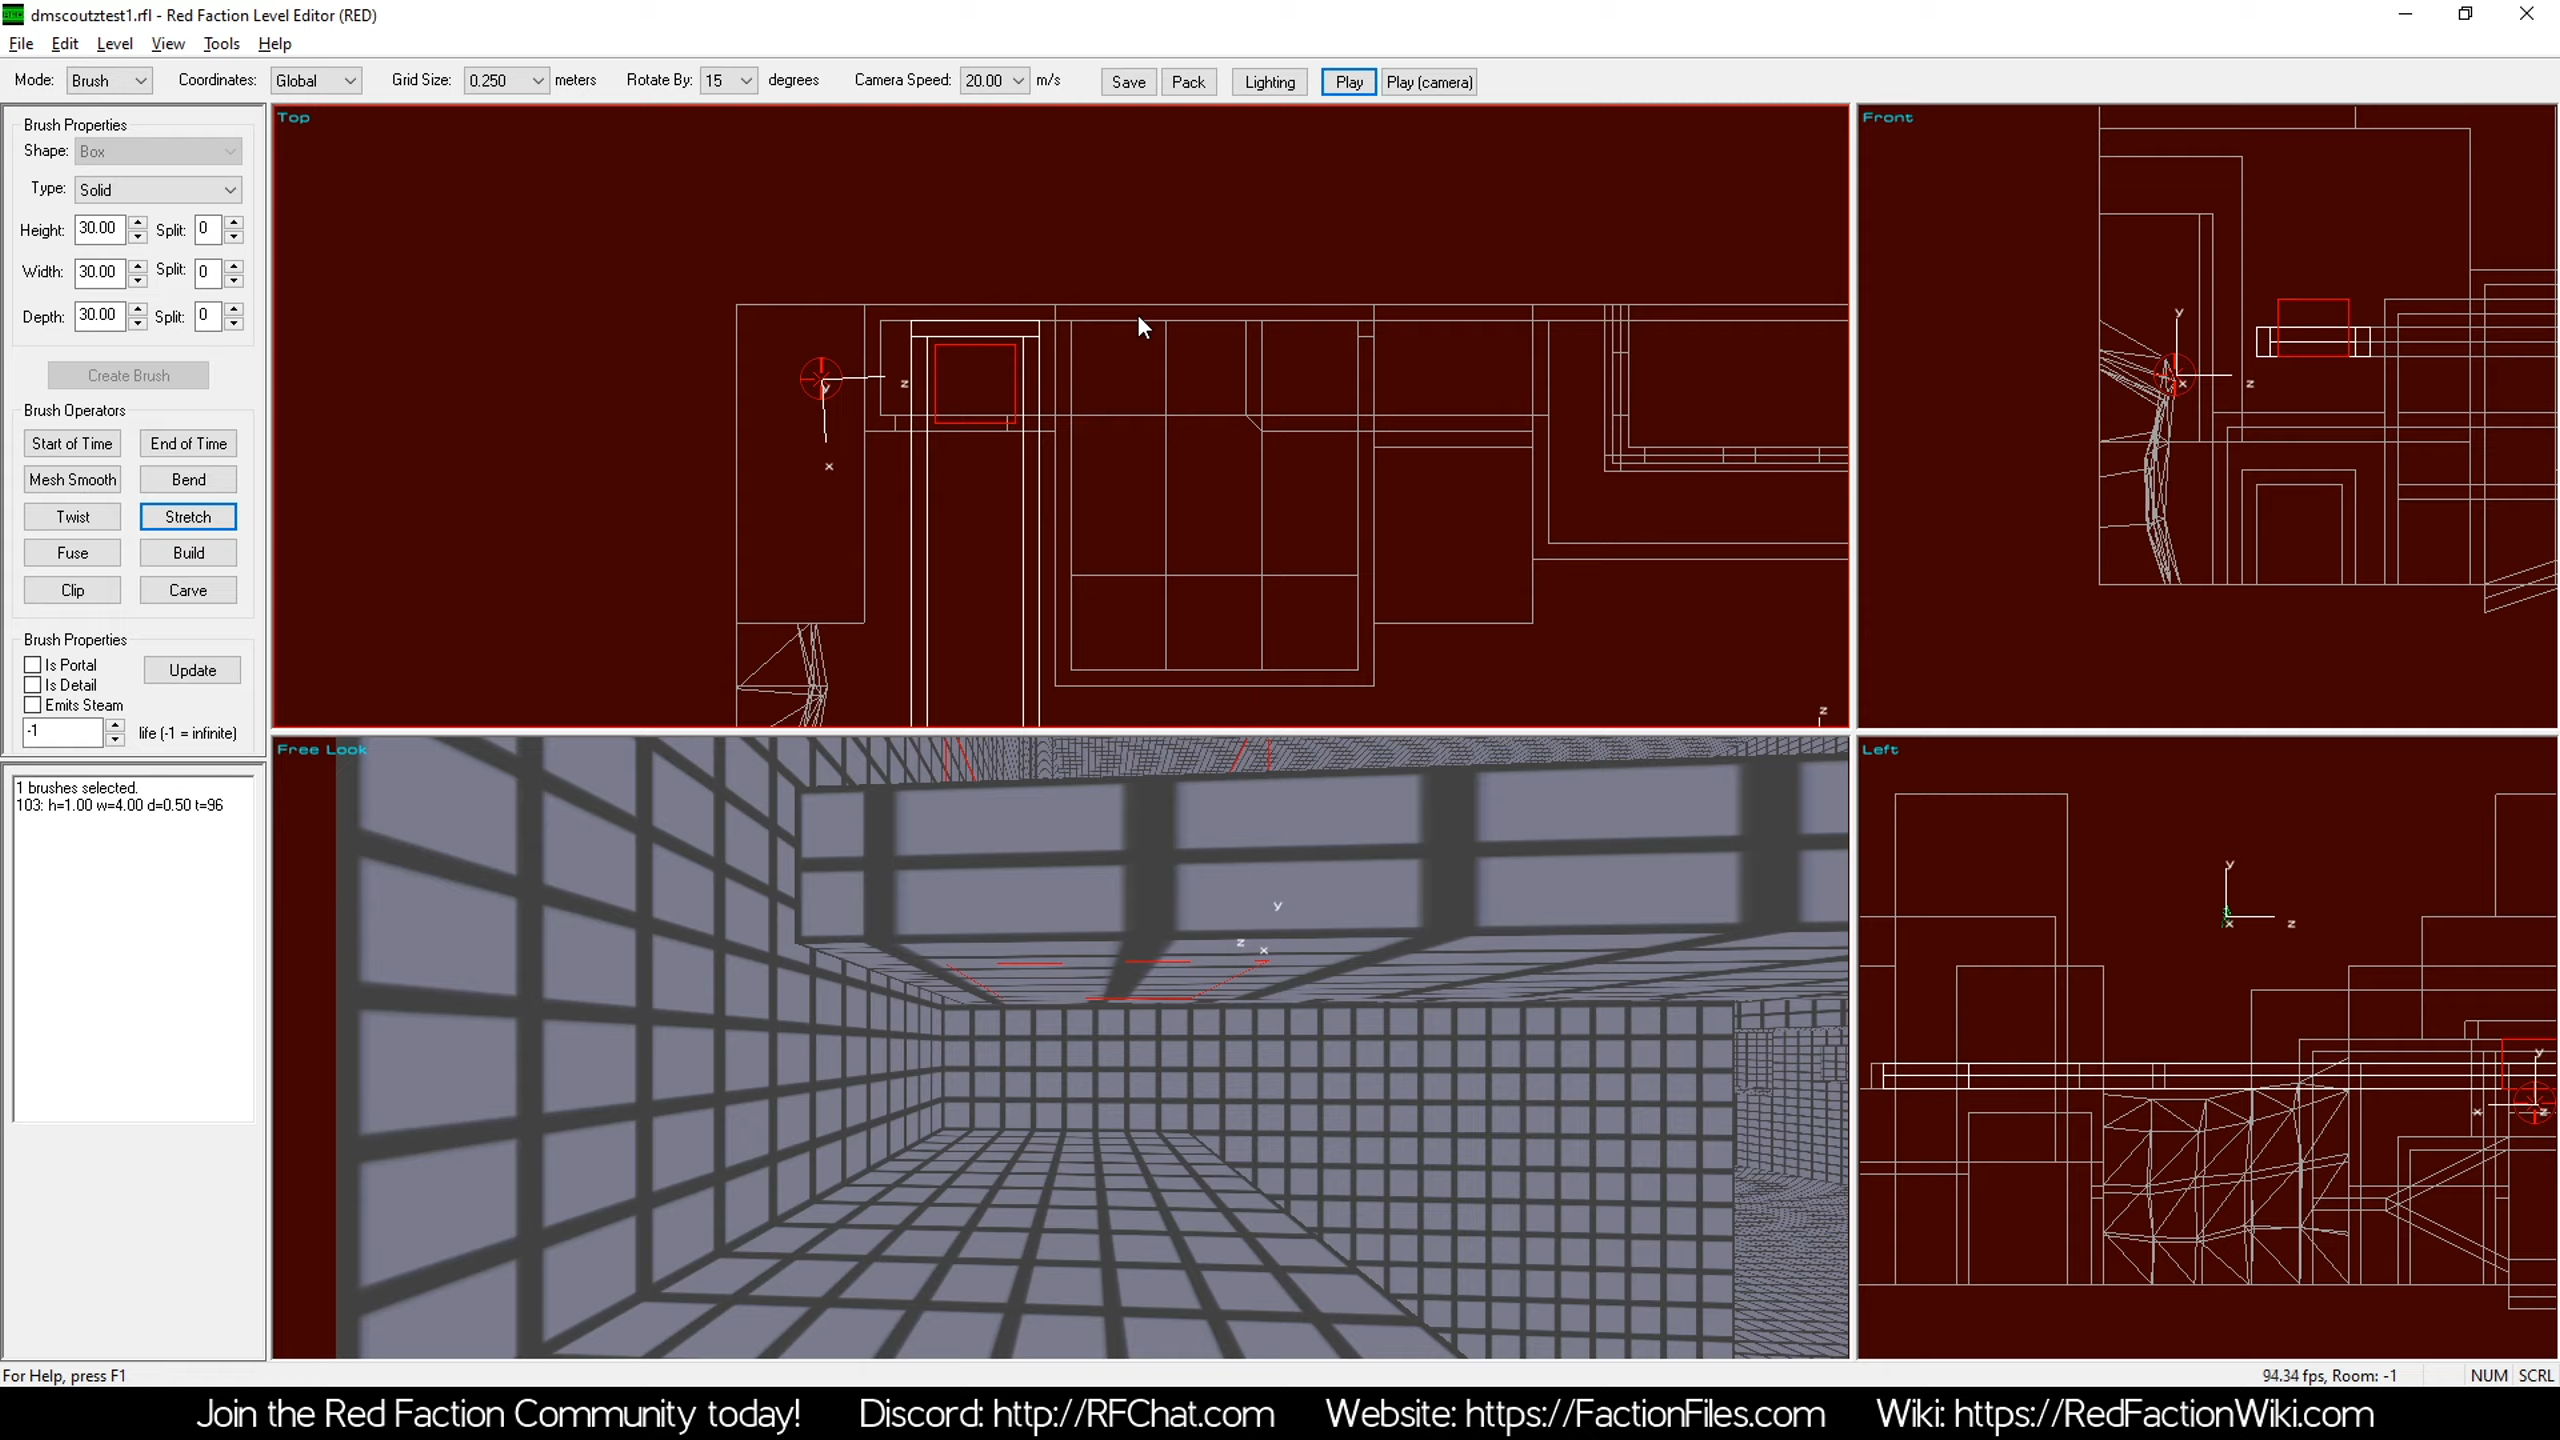 dmscoutztest1.rfl - Red Faction Level Editor (RED)
File Edit Level View Tools Help
Mode: Brush Coordinates: Global Grid Size: 0.250 meters Rotate By: 15 degrees Camera Speed: 20.00 m/s Save Pack Lighting Play Play (camera)
Brush Properties
Shape: Box
Type: Solid
Height: 30.00 Split: 0
Width: 30.00 Split: 0
Depth: 30.00 Split: 0
Create Brush
Brush Operators
Start of Time End of Time
Mesh Smooth Bend
Twist Stretch
Fuse Build
Clip Carve
Brush Properties
Is Portal Update
Is Detail
Emits Steam
-1 life (-1 = infinite)
1 brushes selected.
103: h=1.00 w=4.00 d=0.50 t=96
Top
y z
x
z
Front
y
x z
Free Look
y
z x
Left
y
x z
y
x z
For Help, press F1
94.34 fps, Room: -1 NUM SCRL
Join the Red Faction Community today! Discord: http://RFChat.com Website: https://FactionFiles.com Wiki: https://RedFactionWiki.com